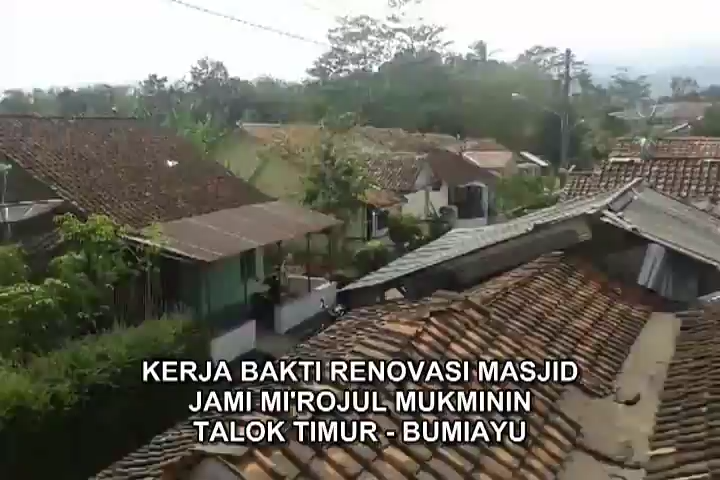 KERJA BAKTI RENOVASI MASJID
JAMI MI'ROJUL MUKMININ
TALOK TIMUR - BUMIAYU